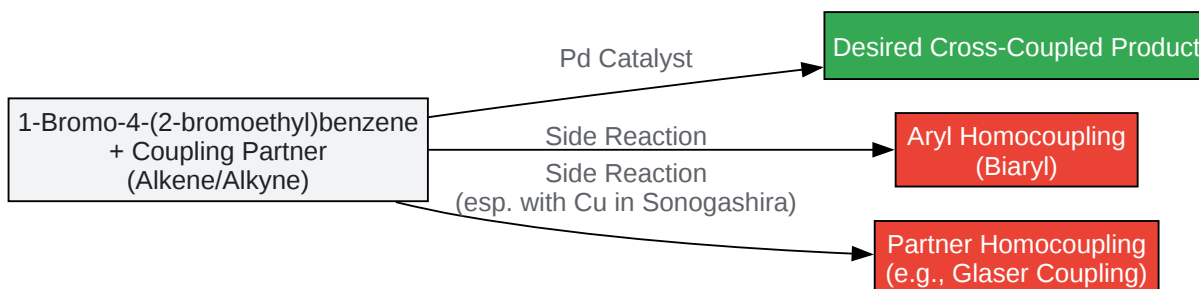 1-Bromo-4-(2-bromoethyl)benzene
+ Coupling Partner
(Alkene/Alkyne)
Pd Catalyst
Desired Cross-Coupled Product
Side Reaction
Aryl Homocoupling
(Biaryl)
Side Reaction
(esp. with Cu in Sonogashira)
Partner Homocoupling
(e.g., Glaser Coupling)